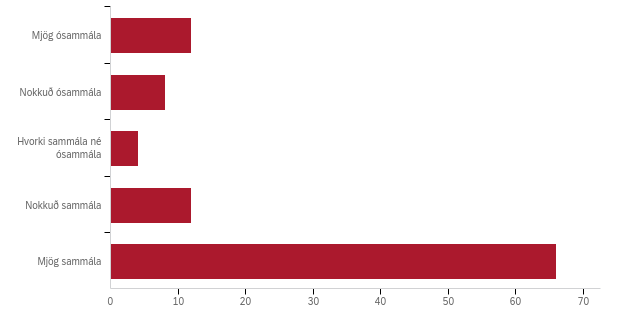 Mjög ósammála
Nokkuð ósammála
Hvorki sammála né
ósammála
Nokkuð sammála
Mjög sammála
0 10 20 30 40 50 60 70